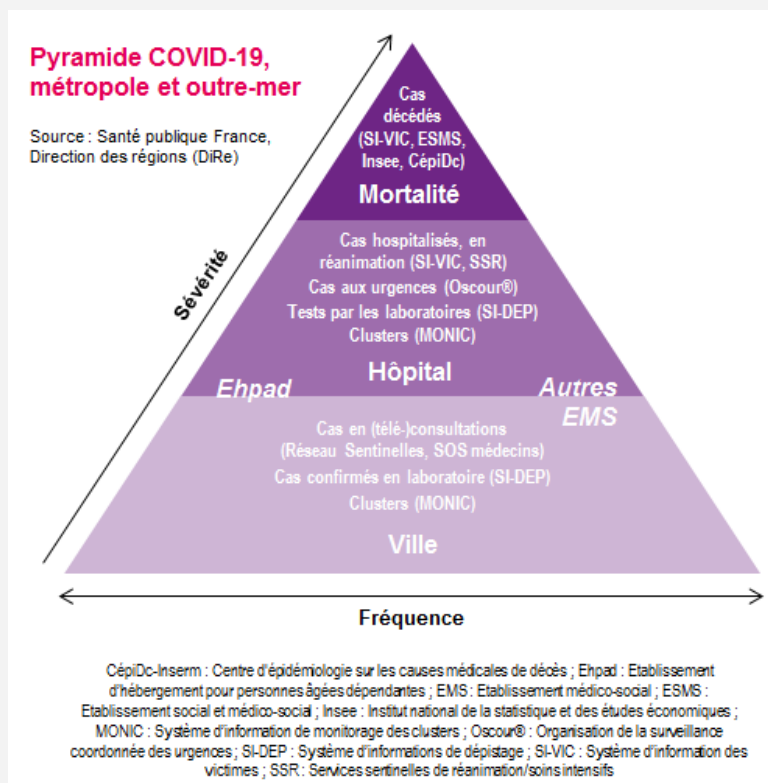 Pyramide COVID-19,
métropole et outre-mer
Source : Santé publique France,
Direction des régions (DiRe)
Sévérité
Cas
décédés
(SI-VIC, ESMS,
Insee, CépiDc)
Mortalité
Cas hospitalisés, en
réanimation (SI-VIC, SSR)
Cas aux urgences (Oscour®)
Tests par les laboratoires (SI-DEP)
Clusters (MONIC)
Hôpital
Ehpad
Autres
EMS
Cas en (télé-)consultations
(Réseau Sentinelles, SOS médecins)
Cas confirmés en laboratoire (SI-DEP)
Clusters (MONIC)
Ville
Fréquence
CépiDc-Inserm : Centre d'épidémiologie sur les causes médicales de décès ; Ehpad : Etablissement
d'hébergement pour personnes âgées dépendantes ; EMS : Etablissement médico-social ; ESMS :
Etablissement social et médico-social ; Insee : Institut national de la statistique et des études économiques ;
MONIC : Système d'information de monitorage des clusters ; Oscour® : Organisation de la surveillance
coordonnée des urgences ; SI-DEP : Système d'informations de dépistage ; SI-VIC : Système d'information des
victimes ; SSR : Services sentinelles de réanimation/soins intensifs